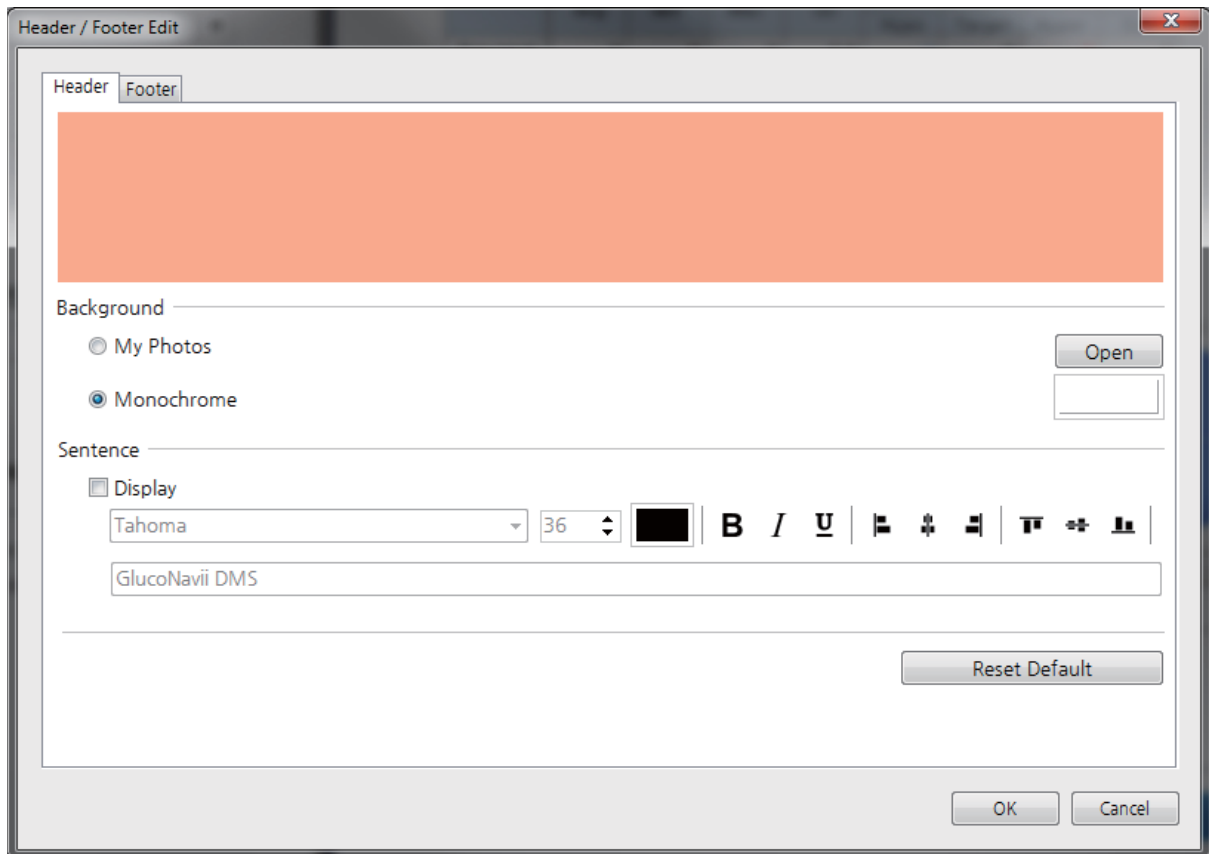 Header / Footer Edit
Header Footer
Background
My Photos
Open
Monochrome
Sentence
Display
Tahoma 36 B I U
GlucoNavii DMS
Reset Default
OK Cancel